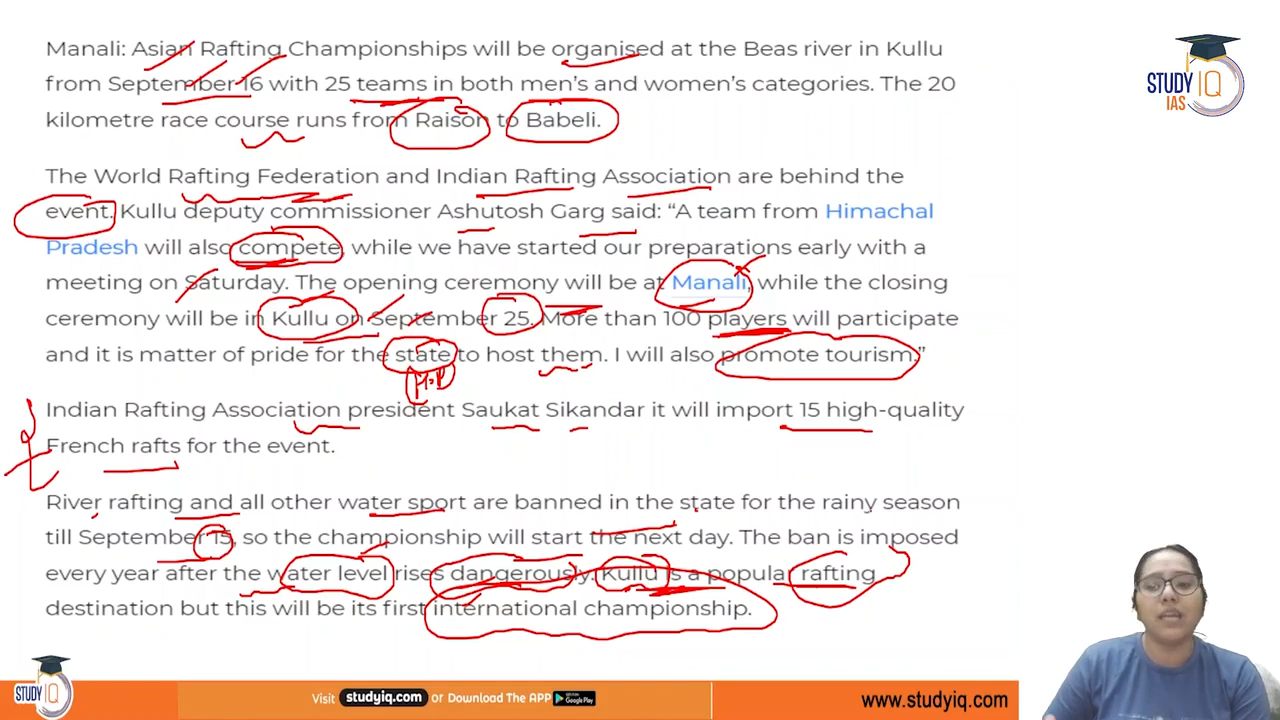 Manali: Asian Rafting Championships will be organised at the Beas river in Kullu
from September 16 with 25 teams in both men's and women's categories. The 20
kilometre race course runs from Raison to Babeli.
The World Rafting Federation and Indian Rafting Association are behind the
event. Kullu deputy commissioner Ashutosh Garg said: “A team from Himachal
Pradesh will also compete, while we have started our preparations early with a
meeting on Saturday. The opening ceremony will be at Manali, while the closing
ceremony will be in Kullu on September 25. More than 100 players will participate
and it is matter of pride for the state to host them. I will also promote tourism.”
H.P
Indian Rafting Association president Saukat Sikandar it will import 15 high-quality
French rafts for the event.
River rafting and all other water sport are banned in the state for the rainy season
till September 15, so the championship will start the next day. The ban is imposed
every year after the water level rises dangerously. Kullu is a popular rafting
destination but this will be its first international championship.
STUDY IQ
IAS
STUDY IQ
IAS
Visit studyiq.com or Download The APP Google Play
www.studyiq.com